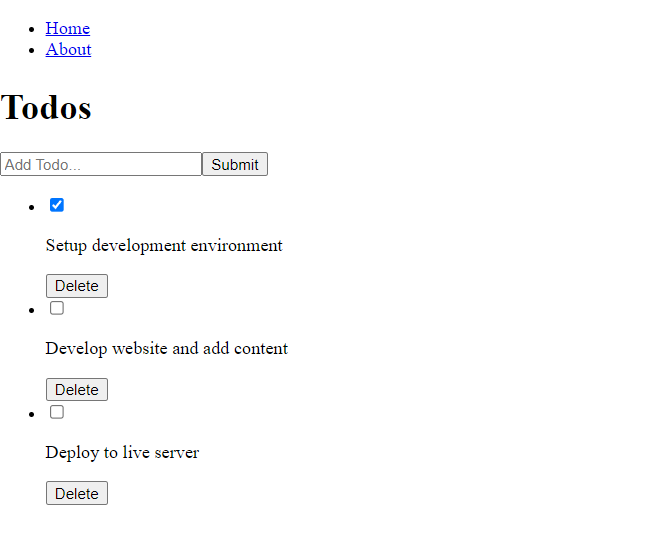 Home
About
Todos
Add Todo...
Submit
Setup development environment
Delete
Develop website and add content
Delete
Deploy to live server
Delete